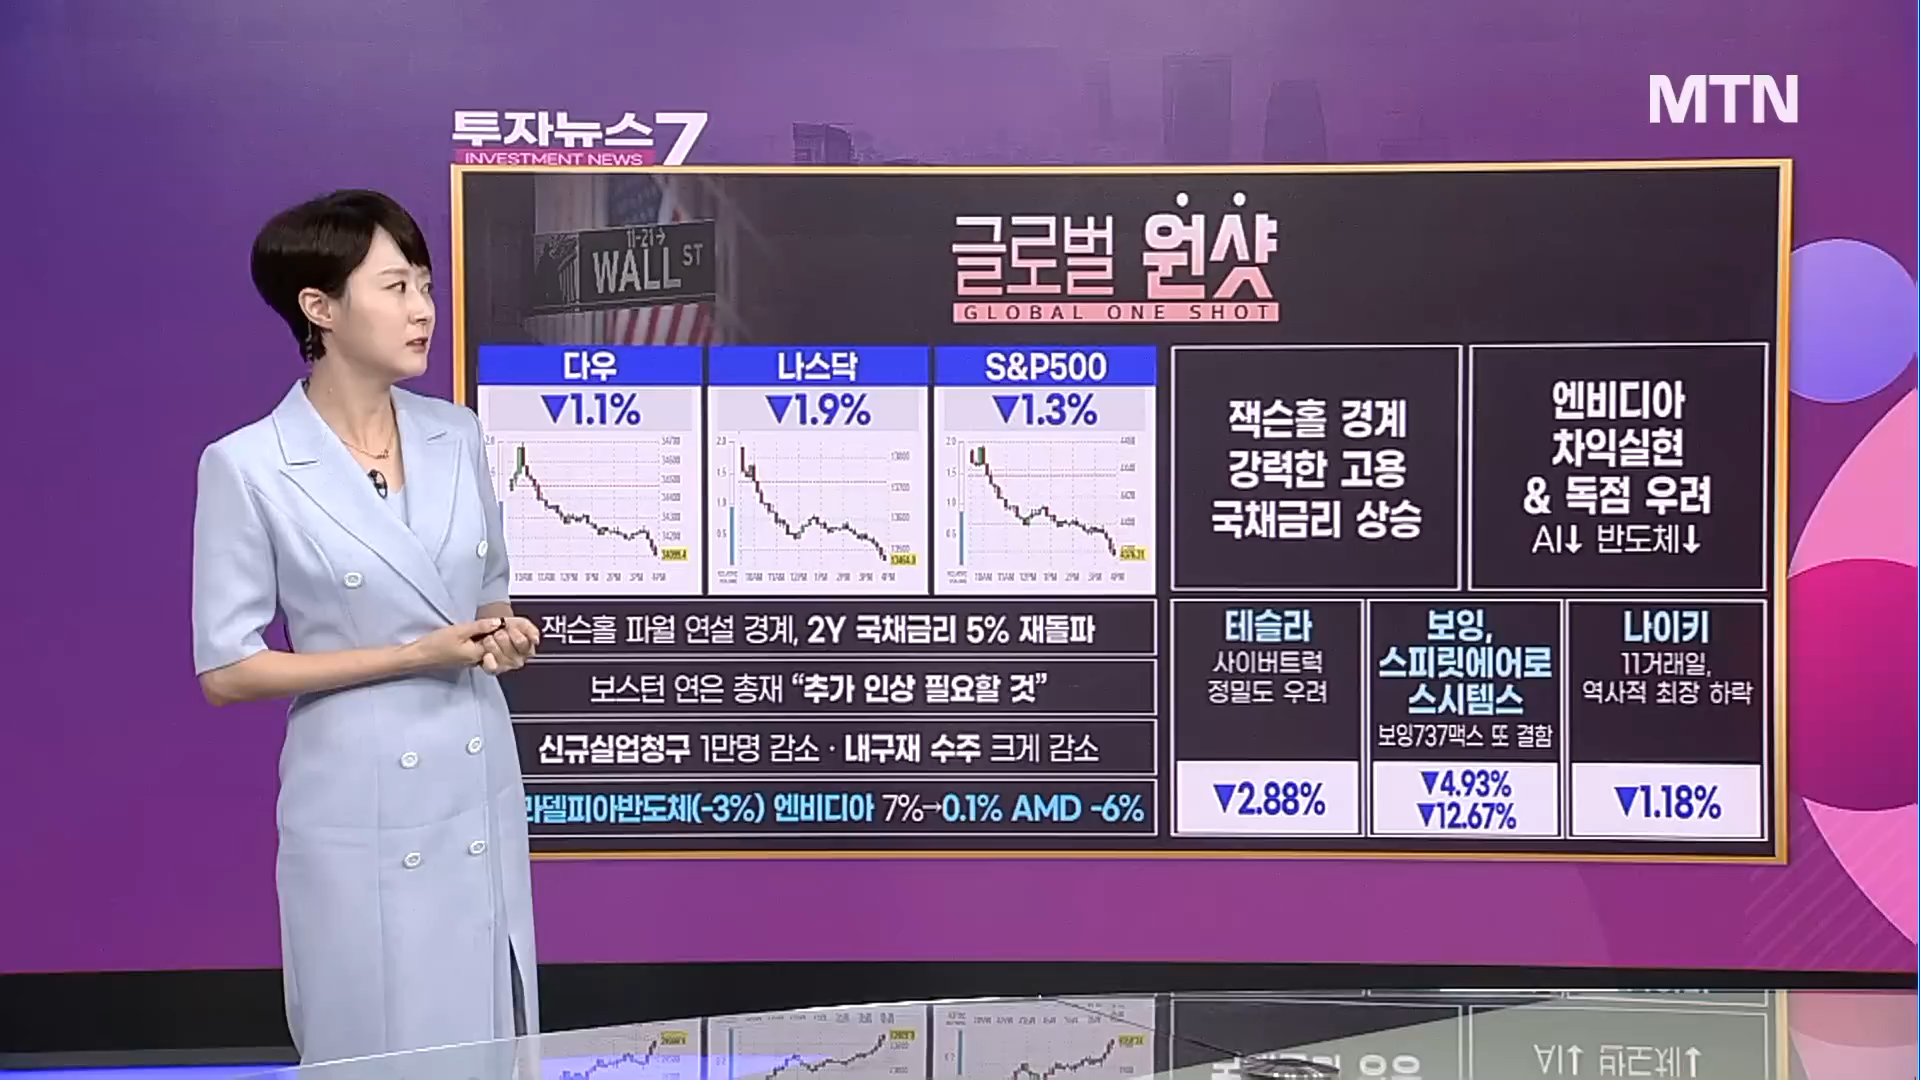 MTN
투자뉴스7
INVESTMENT NEWS
11-21→
WALL ST
글로벌 원샷
GLOBAL ONE SHOT
다우
▼1.1%
나스닥
▼1.9%
S&P500
▼1.3%
잭슨홀 경계
강력한 고용
국채금리 상승
엔비디아
차익실현
& 독점 우려
AI↓ 반도체↓
잭슨홀 파월 연설 경계, 2Y 국채금리 5% 재돌파
보스턴 연은 총재 “추가 인상 필요할 것”
신규실업청구 1만명 감소 · 내구재 수주 크게 감소
라델피아반도체(-3%) 엔비디아 7%→0.1% AMD -6%
테슬라
사이버트럭
정밀도 우려
▼2.88%
보잉,
스피릿에어로
스시템스
보잉737맥스 또 결함
▼4.93%
▼12.67%
나이키
11거래일,
역사적 최장 하락
▼1.18%